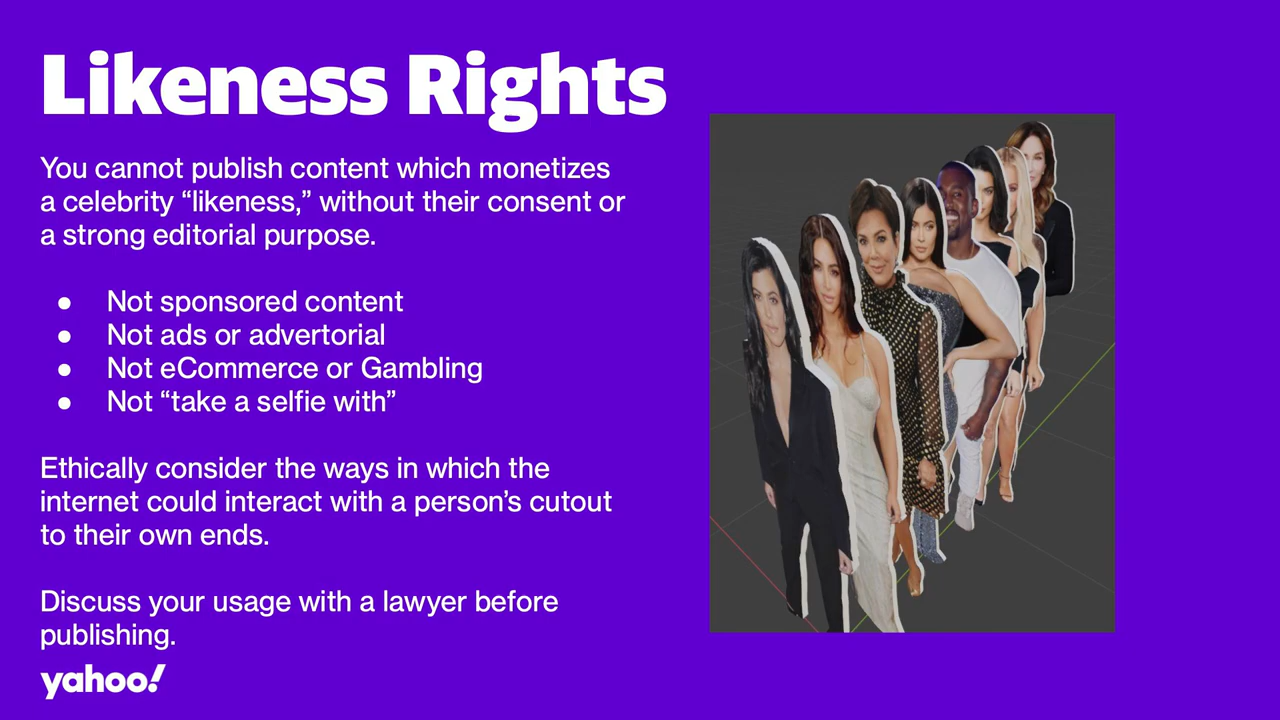 Likeness Rights
You cannot publish content which monetizes
a celebrity “likeness,” without their consent or
a strong editorial purpose.
● Not sponsored content
● Not ads or advertorial
● Not eCommerce or Gambling
● Not “take a selfie with”
Ethically consider the ways in which the
internet could interact with a person’s cutout
to their own ends.
Discuss your usage with a lawyer before
publishing.
yahoo!